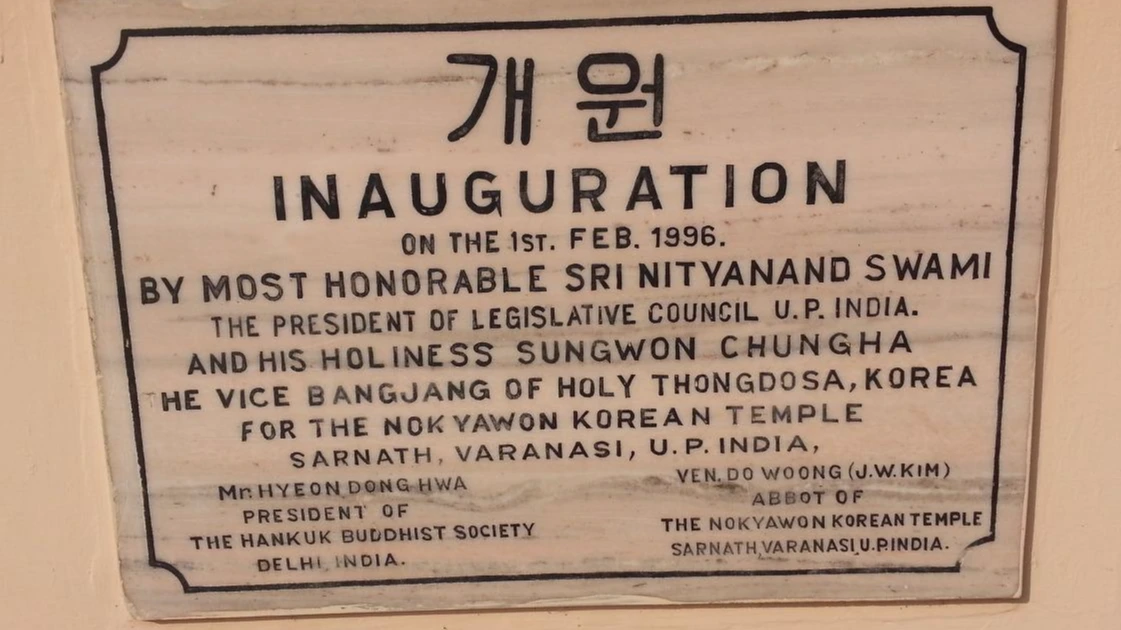 개원
INAUGURATION
ON THE 1ST. FEB. 1996.
BY MOST HONORABLE SRI NITYANAND SWAMI
THE PRESIDENT OF LEGISLATIVE COUNCIL U.P. INDIA.
AND HIS HOLINESS SUNGWON CHUNGHA
THE VICE BANGJANG OF HOLY THONGDOSA, KOREA
FOR THE NOKYAWON KOREAN TEMPLE
SARNATH, VARANASI, U.P. INDIA,
Mr. HYEON DONG HWA
PRESIDENT OF
THE HANKUK BUDDHIST SOCIETY
DELHI, INDIA.
VEN. DO WOONG (J.W.KIM)
ABBOT OF
THE NOKYAWON KOREAN TEMPLE
SARNATH, VARANASI, U.P.INDIA.